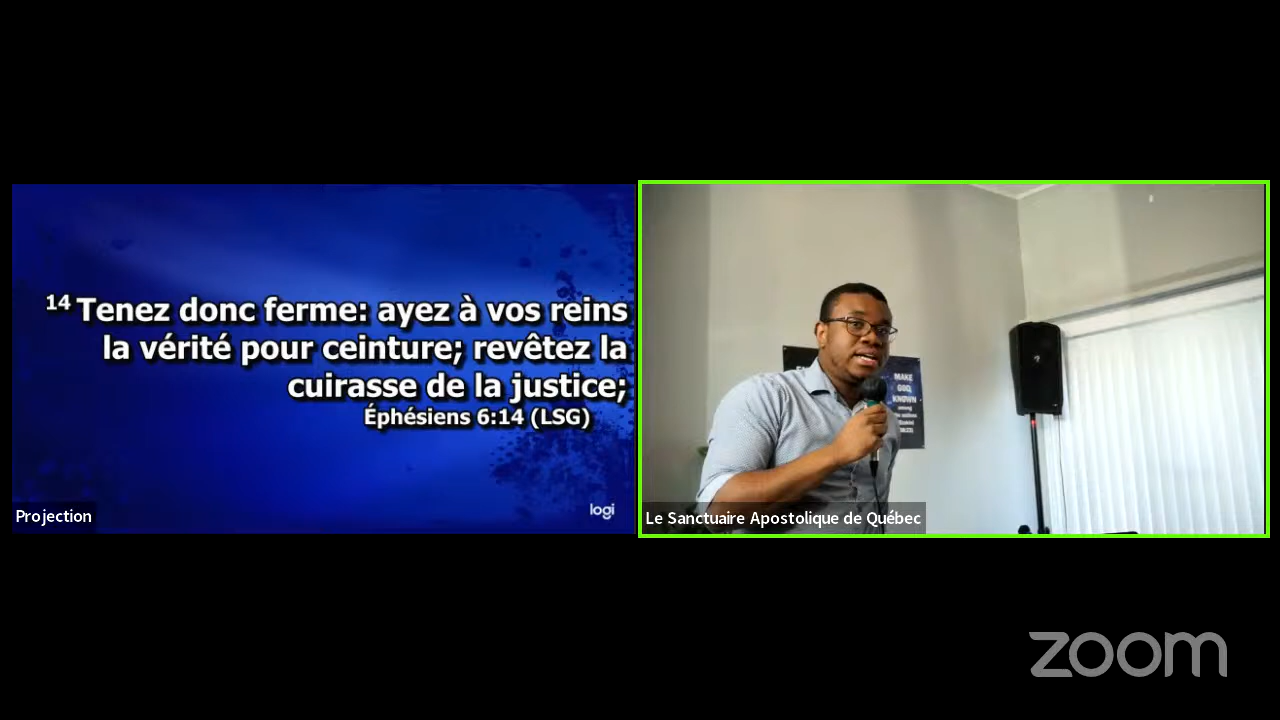 14 Tenez donc ferme: ayez à vos reins
la vérité pour ceinture; revêtez la
cuirasse de la justice;
Éphésiens 6:14 (LSG)
logi
Projection
MAKE
GOD
KNOWN
among
Le Sanctuaire Apostolique de Québec
zoom